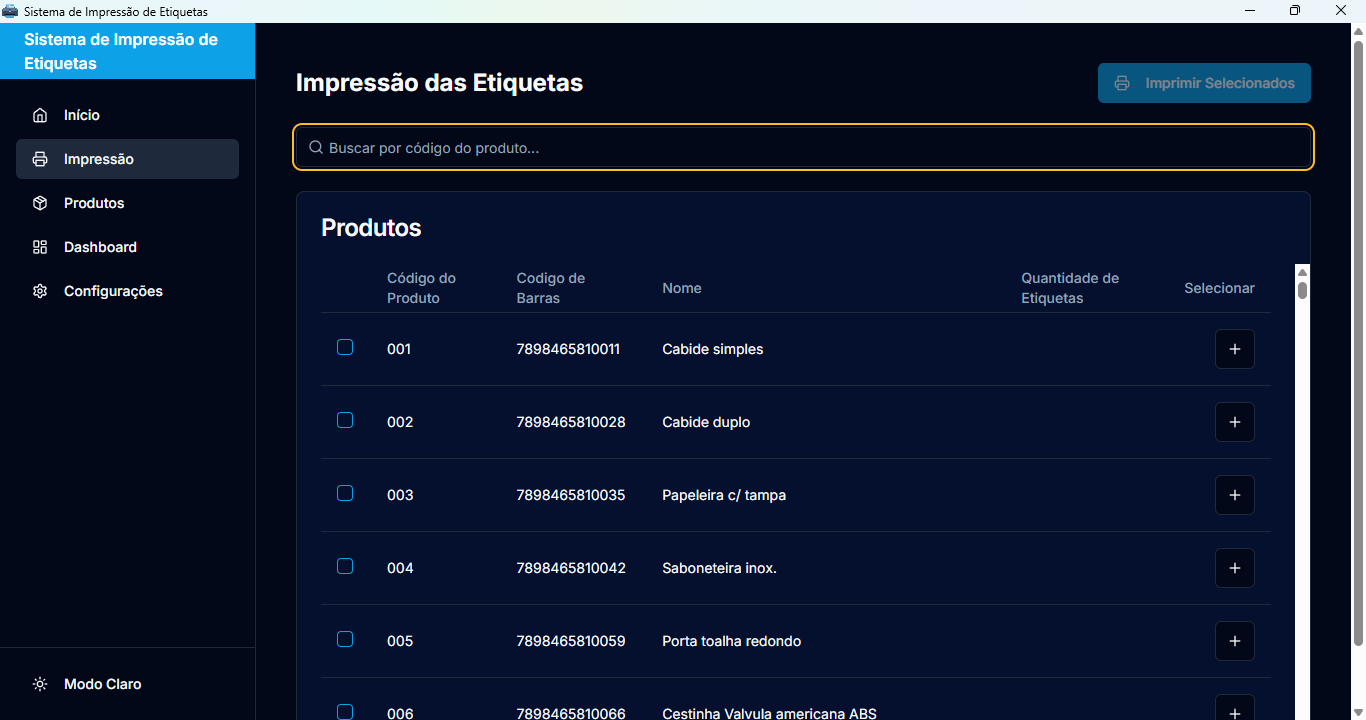 Sistema de Impressão de Etiquetas
Sistema de Impressão de
Etiquetas
Início
Impressão
Produtos
Dashboard
Configurações
Modo Claro
Impressão das Etiquetas
Imprimir Selecionados
Buscar por código do produto...
Produtos
Código do Produto Codigo de Barras Nome Quantidade de Etiquetas Selecionar
001 7898465810011 Cabide simples +
002 7898465810028 Cabide duplo +
003 7898465810035 Papeleira c/ tampa +
004 7898465810042 Saboneteira inox. +
005 7898465810059 Porta toalha redondo +
006 7898465810066 Cestinha Valvula americana ABS +